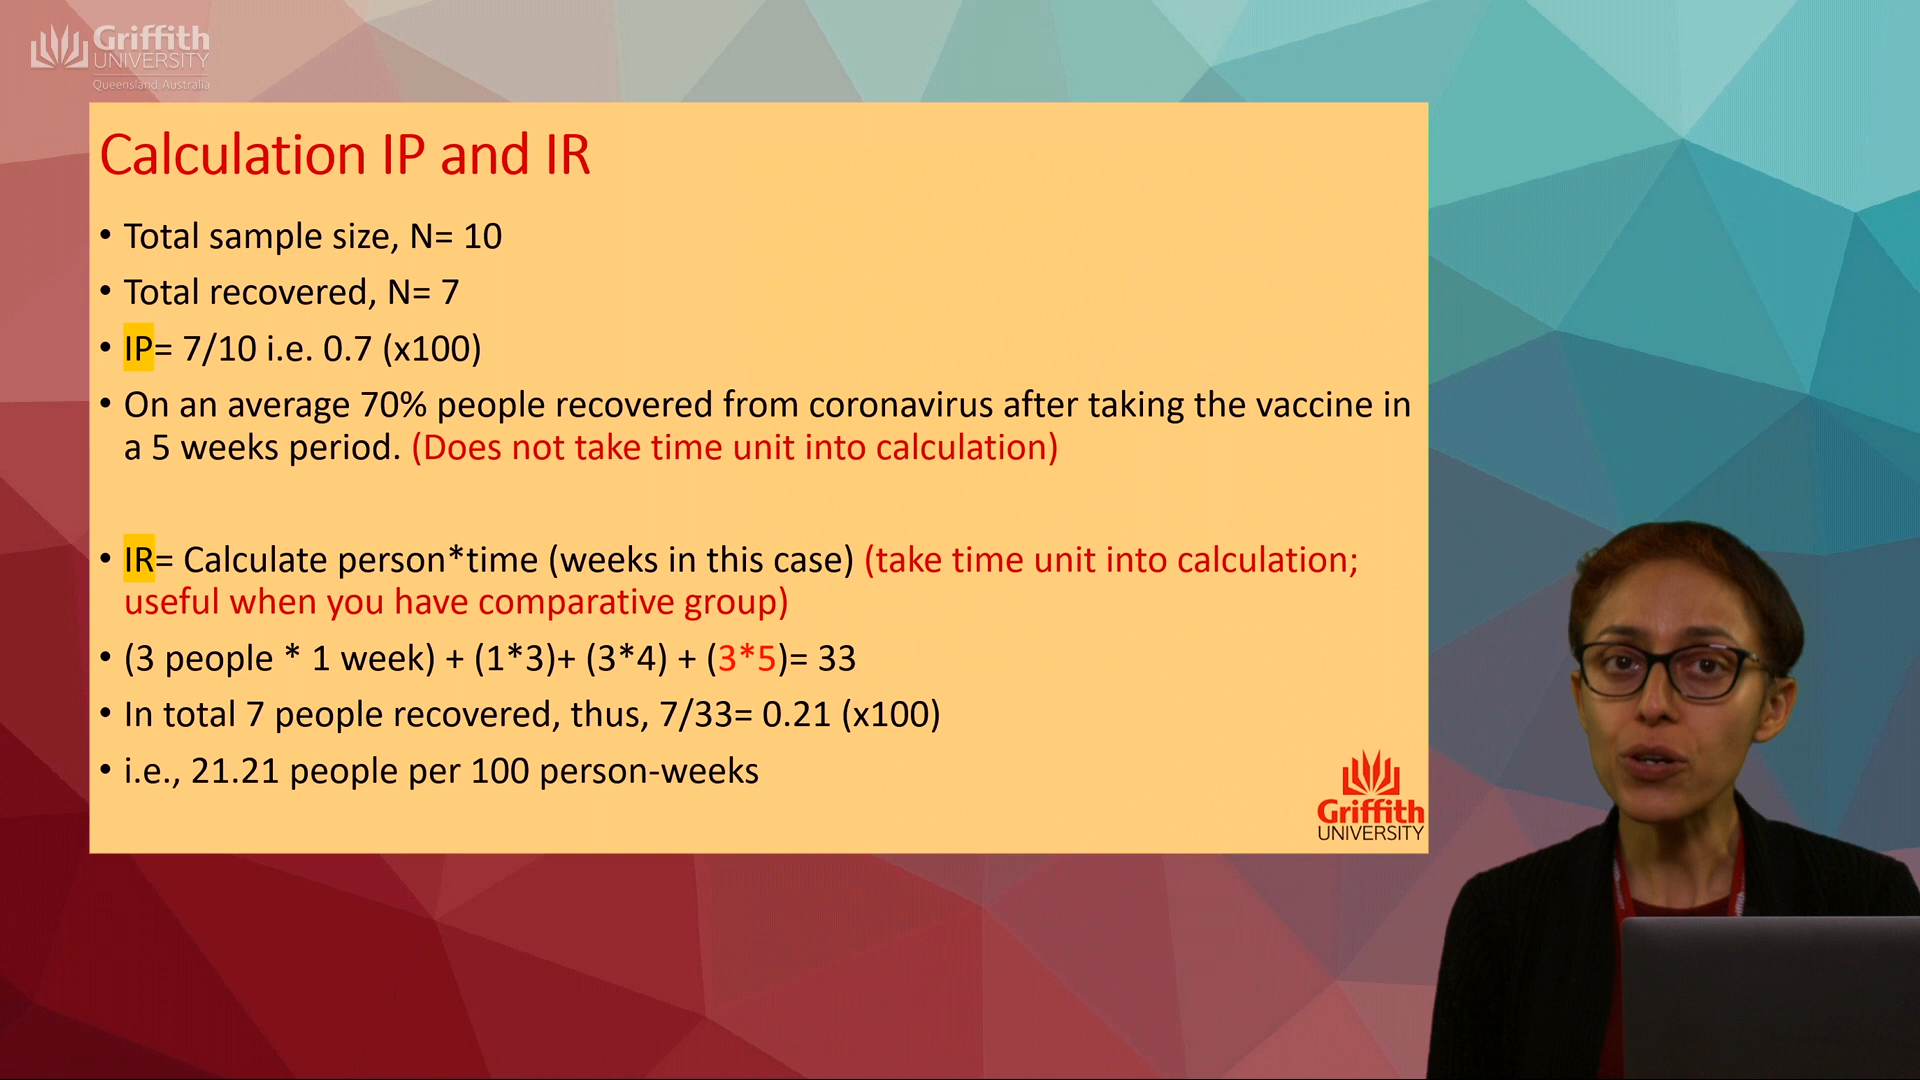 Griffith
UNIVERSITY
Queensland Australia
Calculation IP and IR
• Total sample size, N= 10
• Total recovered, N= 7
• IP= 7/10 i.e. 0.7 (x100)
• On an average 70% people recovered from coronavirus after taking the vaccine in
a 5 weeks period. (Does not take time unit into calculation)
• IR= Calculate person*time (weeks in this case) (take time unit into calculation;
useful when you have comparative group)
• (3 people * 1 week) + (1*3)+ (3*4) + (3*5)= 33
• In total 7 people recovered, thus, 7/33= 0.21 (x100)
• i.e., 21.21 people per 100 person-weeks
Griffith
UNIVERSITY